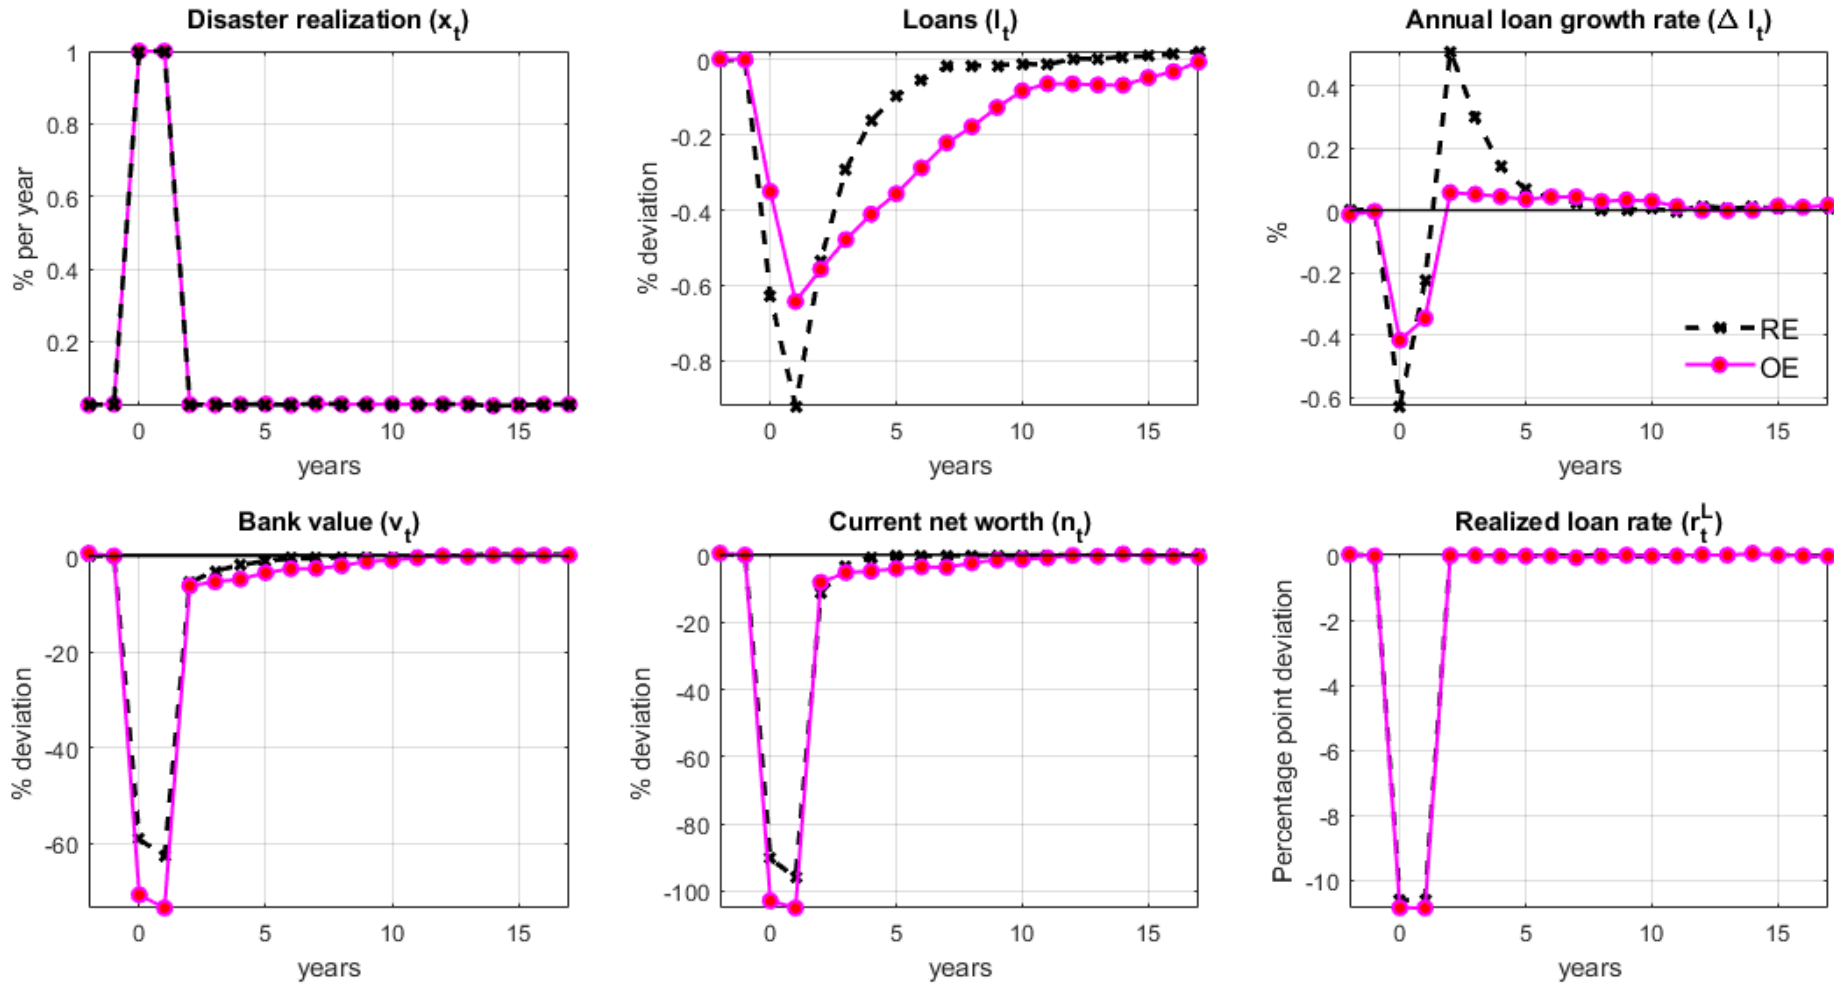 Disaster realization (x_t)
% per year
1
0.8
0.6
0.4
0.2
0 5 10 15
years
Loans (l_t)
% deviation
0
-0.2
-0.4
-0.6
-0.8
0 5 10 15
years
Annual loan growth rate (Δ l_t)
%
0.4
0.2
0
-0.2
-0.4
-0.6
RE
OE
0 5 10 15
years
Bank value (v_t)
% deviation
0
-20
-40
-60
0 5 10 15
years
Current net worth (n_t)
% deviation
0
-20
-40
-60
-80
-100
0 5 10 15
years
Realized loan rate (r_t^L)
Percentage point deviation
0
-2
-4
-6
-8
-10
0 5 10 15
years